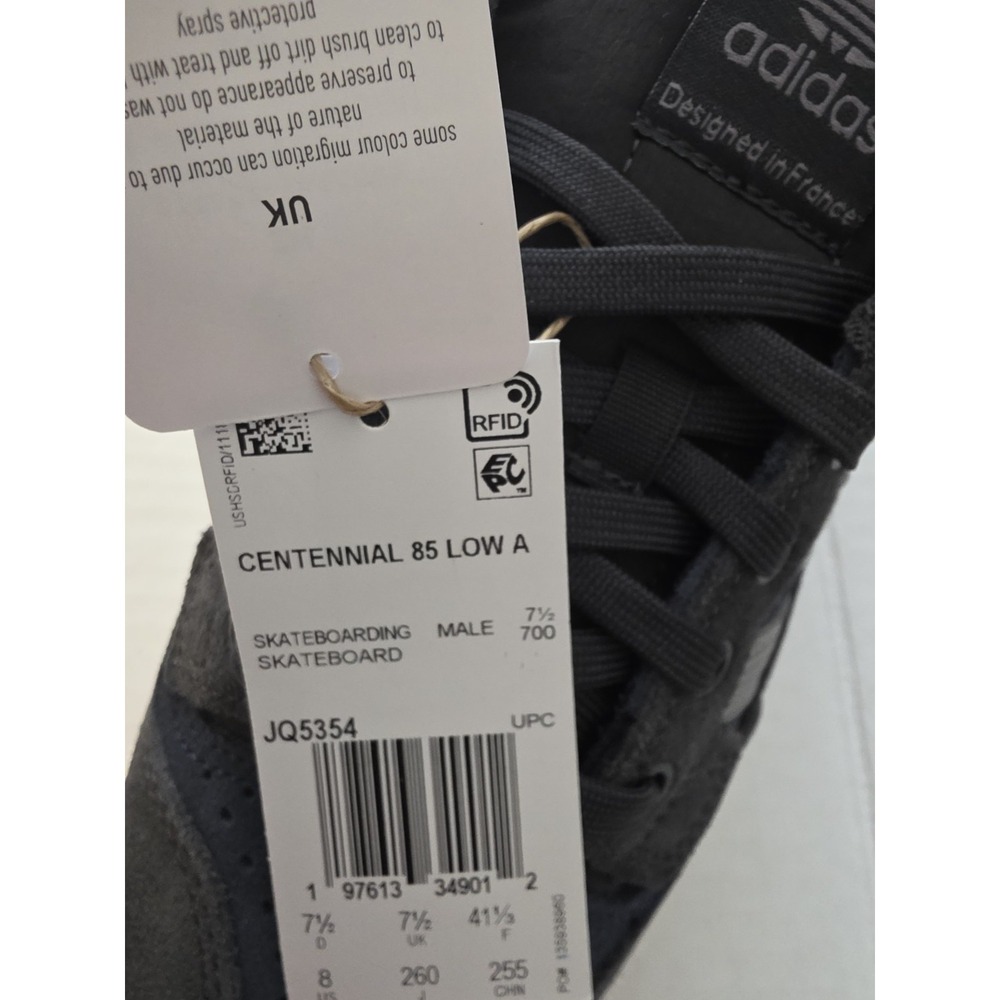 protective spray
to clean brush dirt off and treat with
to preserve appearance do not
nature of the material
some colour migration can occur due to
UK
adidas
Designed in France
RFID
EPC
TM
CENTENNIAL 85 LOW A
SKATEBOARDING MALE 7½
SKATEBOARD 700
JQ5354 UPC
1 97613 34901 2
7½ 7½ 41⅓
D UK F
8 260 255
US J CHN